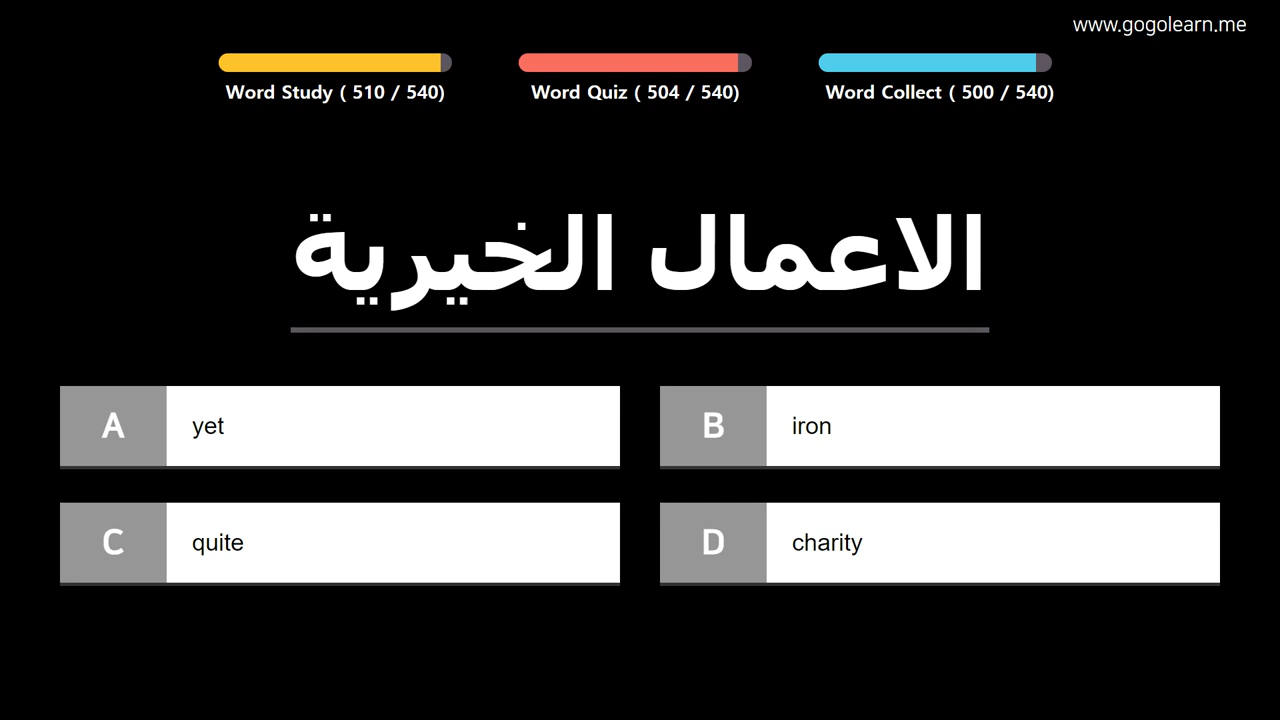 www.gogolearn.me
Word Study ( 510 / 540) Word Quiz ( 504 / 540) Word Collect ( 500 / 540)
الاعمال الخيرية
A yet
B iron
C quite
D charity